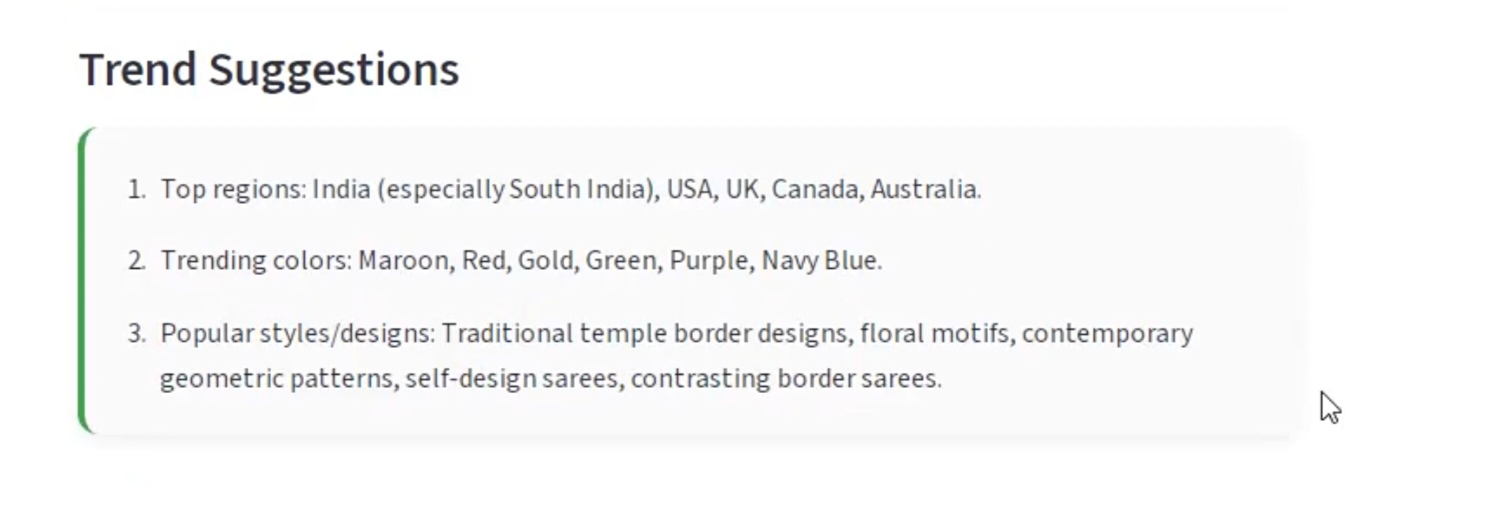 Trend Suggestions
1. Top regions: India (especially South India), USA, UK, Canada, Australia.
2. Trending colors: Maroon, Red, Gold, Green, Purple, Navy Blue.
3. Popular styles/designs: Traditional temple border designs, floral motifs, contemporary
geometric patterns, self-design sarees, contrasting border sarees.